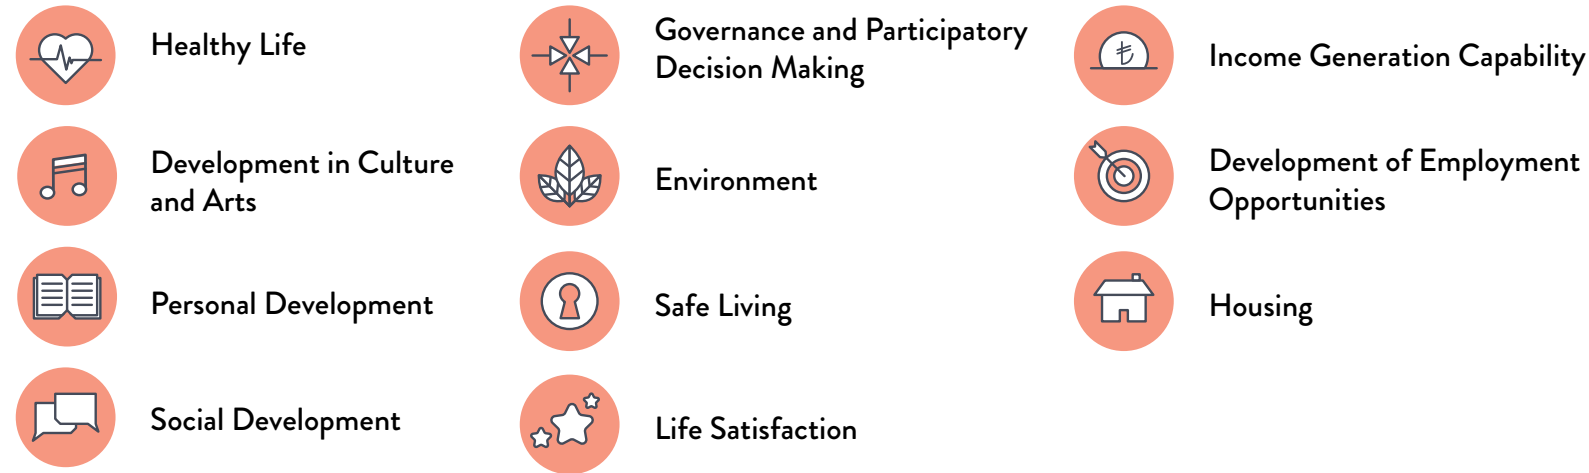 Healthy Life
Development in Culture
and Arts
Personal Development
Social Development
Governance and Participatory
Decision Making
Environment
Safe Living
Life Satisfaction
₺
Income Generation Capability
Development of Employment
Opportunities
Housing